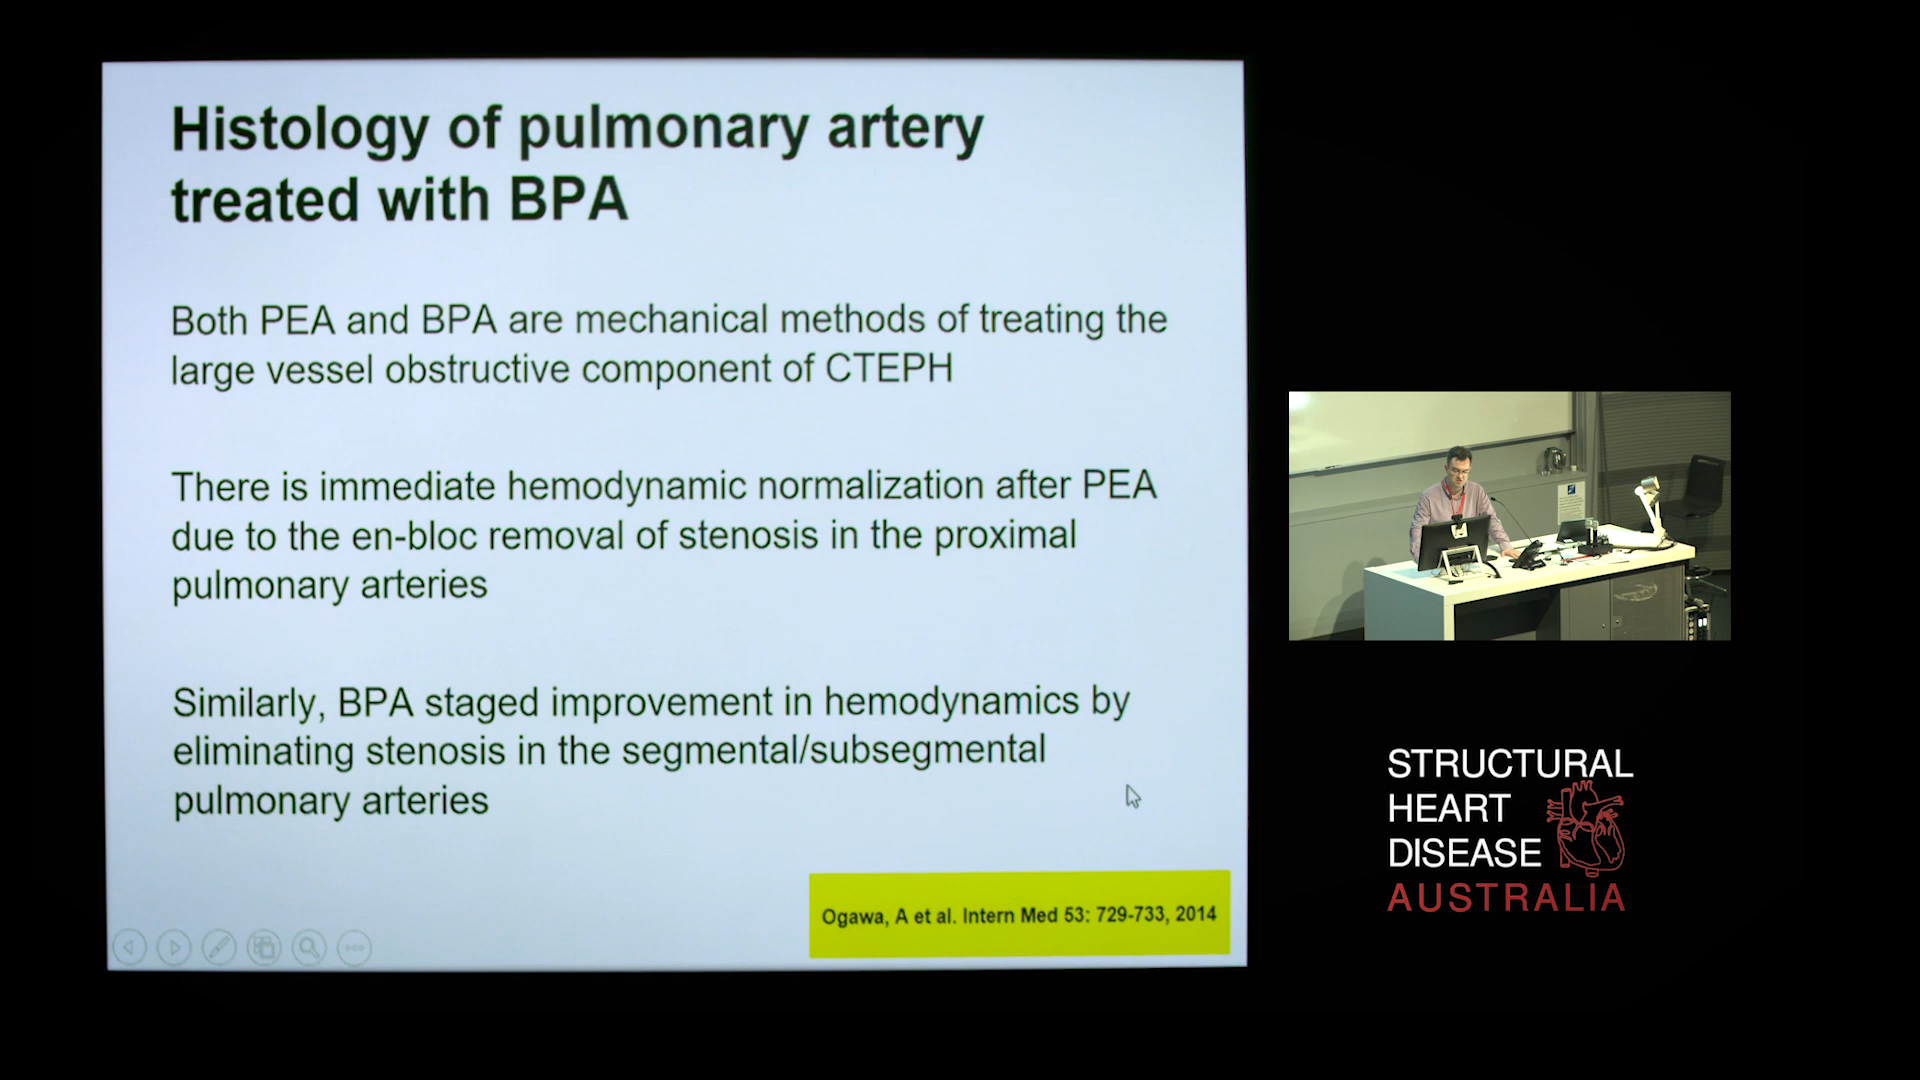 Histology of pulmonary artery
treated with BPA
Both PEA and BPA are mechanical methods of treating the
large vessel obstructive component of CTEPH
There is immediate hemodynamic normalization after PEA
due to the en-bloc removal of stenosis in the proximal
pulmonary arteries
Similarly, BPA staged improvement in hemodynamics by
eliminating stenosis in the segmental/subsegmental
pulmonary arteries
Ogawa, A et al. Intern Med 53: 729-733, 2014
STRUCTURAL
HEART
DISEASE
AUSTRALIA